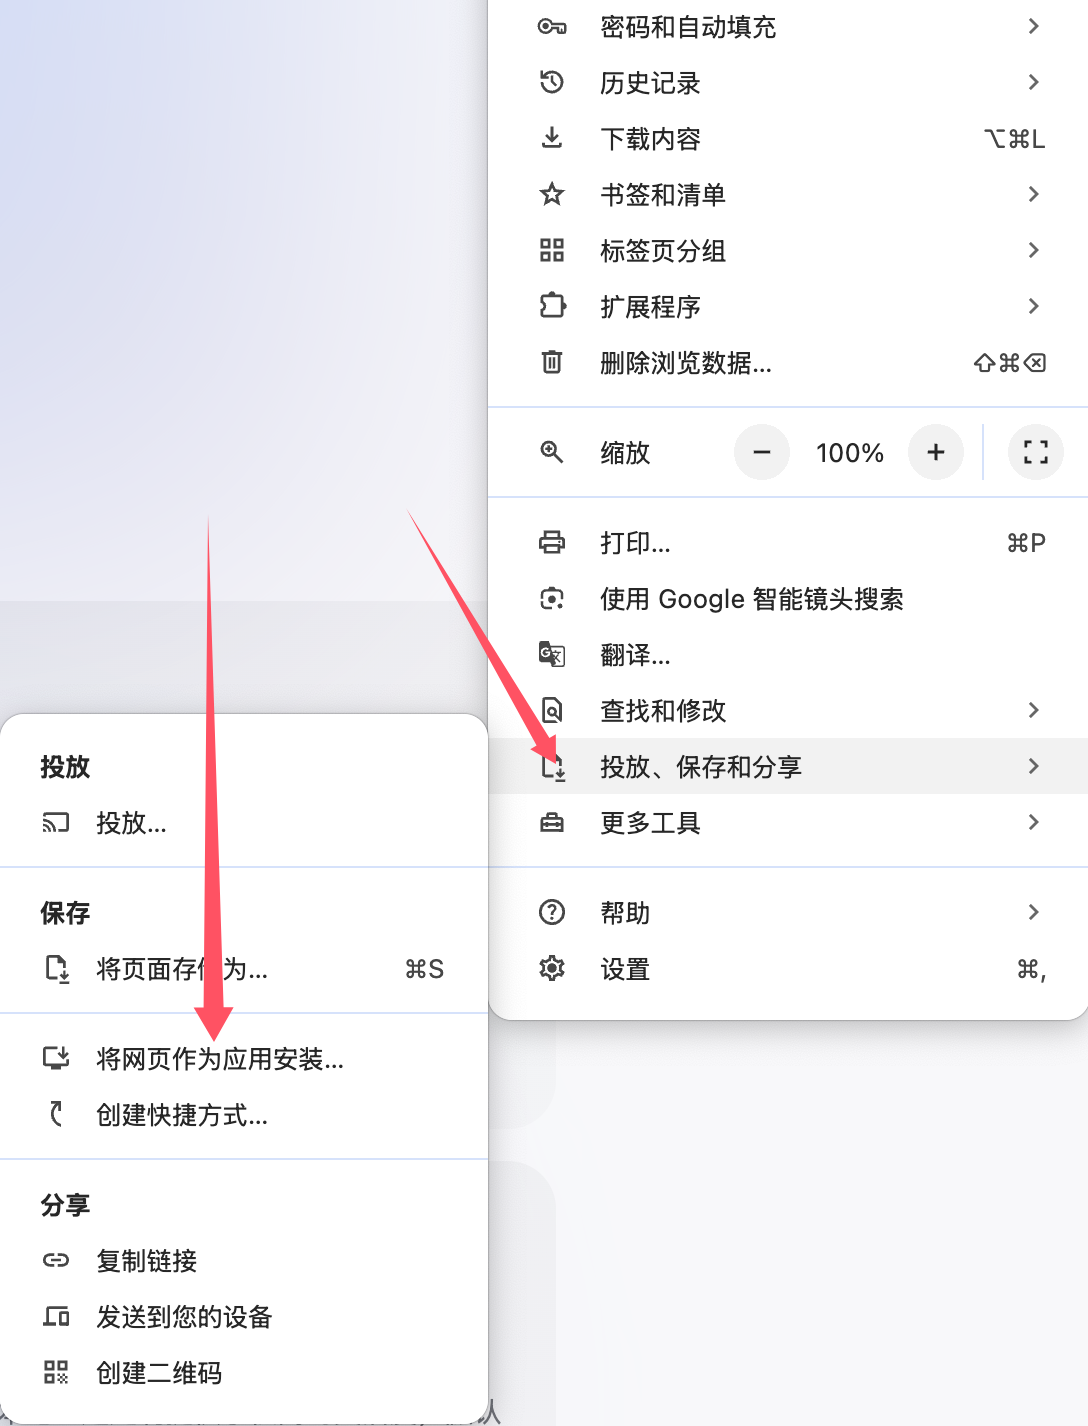 密码和自动填充
历史记录
下载内容 ⌥⌘L
书签和清单
标签页分组
扩展程序
删除浏览数据... ⇧⌘⌫
缩放 − 100% +
打印... ⌘P
使用 Google 智能镜头搜索
翻译...
查找和修改
投放、保存和分享
更多工具
帮助
设置 ⌘,
投放
投放...
保存
将页面存储为... ⌘S
将网页作为应用安装...
创建快捷方式...
分享
复制链接
发送到您的设备
创建二维码